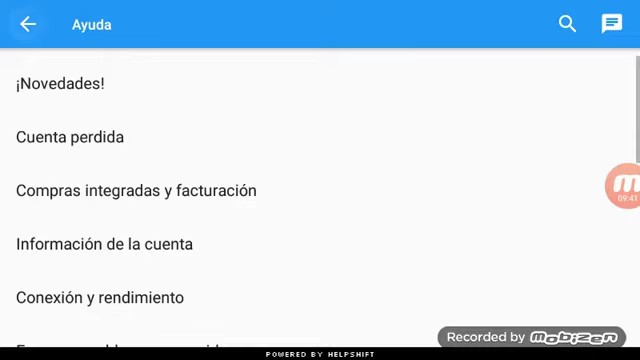 Ayuda
¡Novedades!
Cuenta perdida
Compras integradas y facturación
09:41
Información de la cuenta
Conexión y rendimiento
Recorded by Mobizen
POWERED BY HELPSHIFT